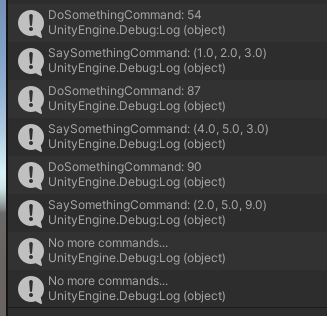 DoSomethingCommand: 54
UnityEngine.Debug:Log (object)
SaySomethingCommand: (1.0, 2.0, 3.0)
UnityEngine.Debug:Log (object)
DoSomethingCommand: 87
UnityEngine.Debug:Log (object)
SaySomethingCommand: (4.0, 5.0, 3.0)
UnityEngine.Debug:Log (object)
DoSomethingCommand: 90
UnityEngine.Debug:Log (object)
SaySomethingCommand: (2.0, 5.0, 9.0)
UnityEngine.Debug:Log (object)
No more commands...
UnityEngine.Debug:Log (object)
No more commands...
UnityEngine.Debug:Log (object)